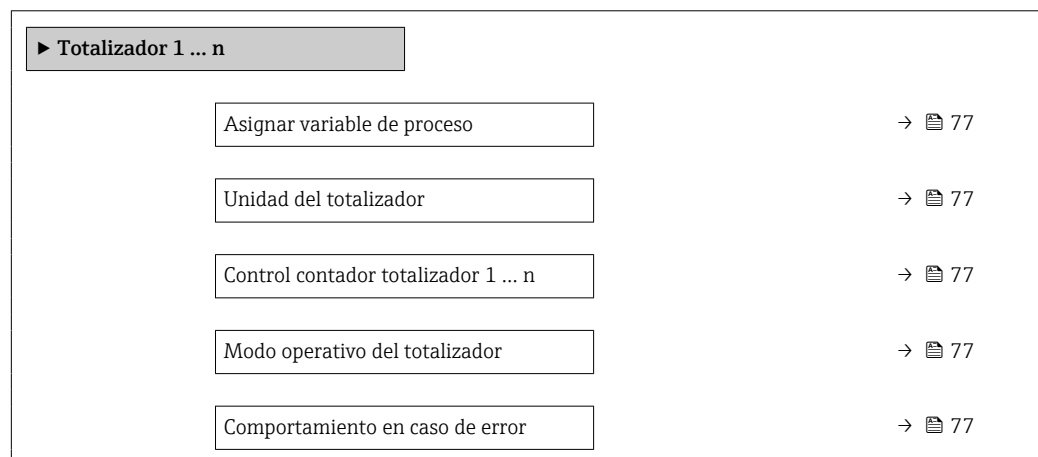 ▶ Totalizador 1 … n
Asignar variable de proceso → 77
Unidad del totalizador → 77
Control contador totalizador 1 … n → 77
Modo operativo del totalizador → 77
Comportamiento en caso de error → 77